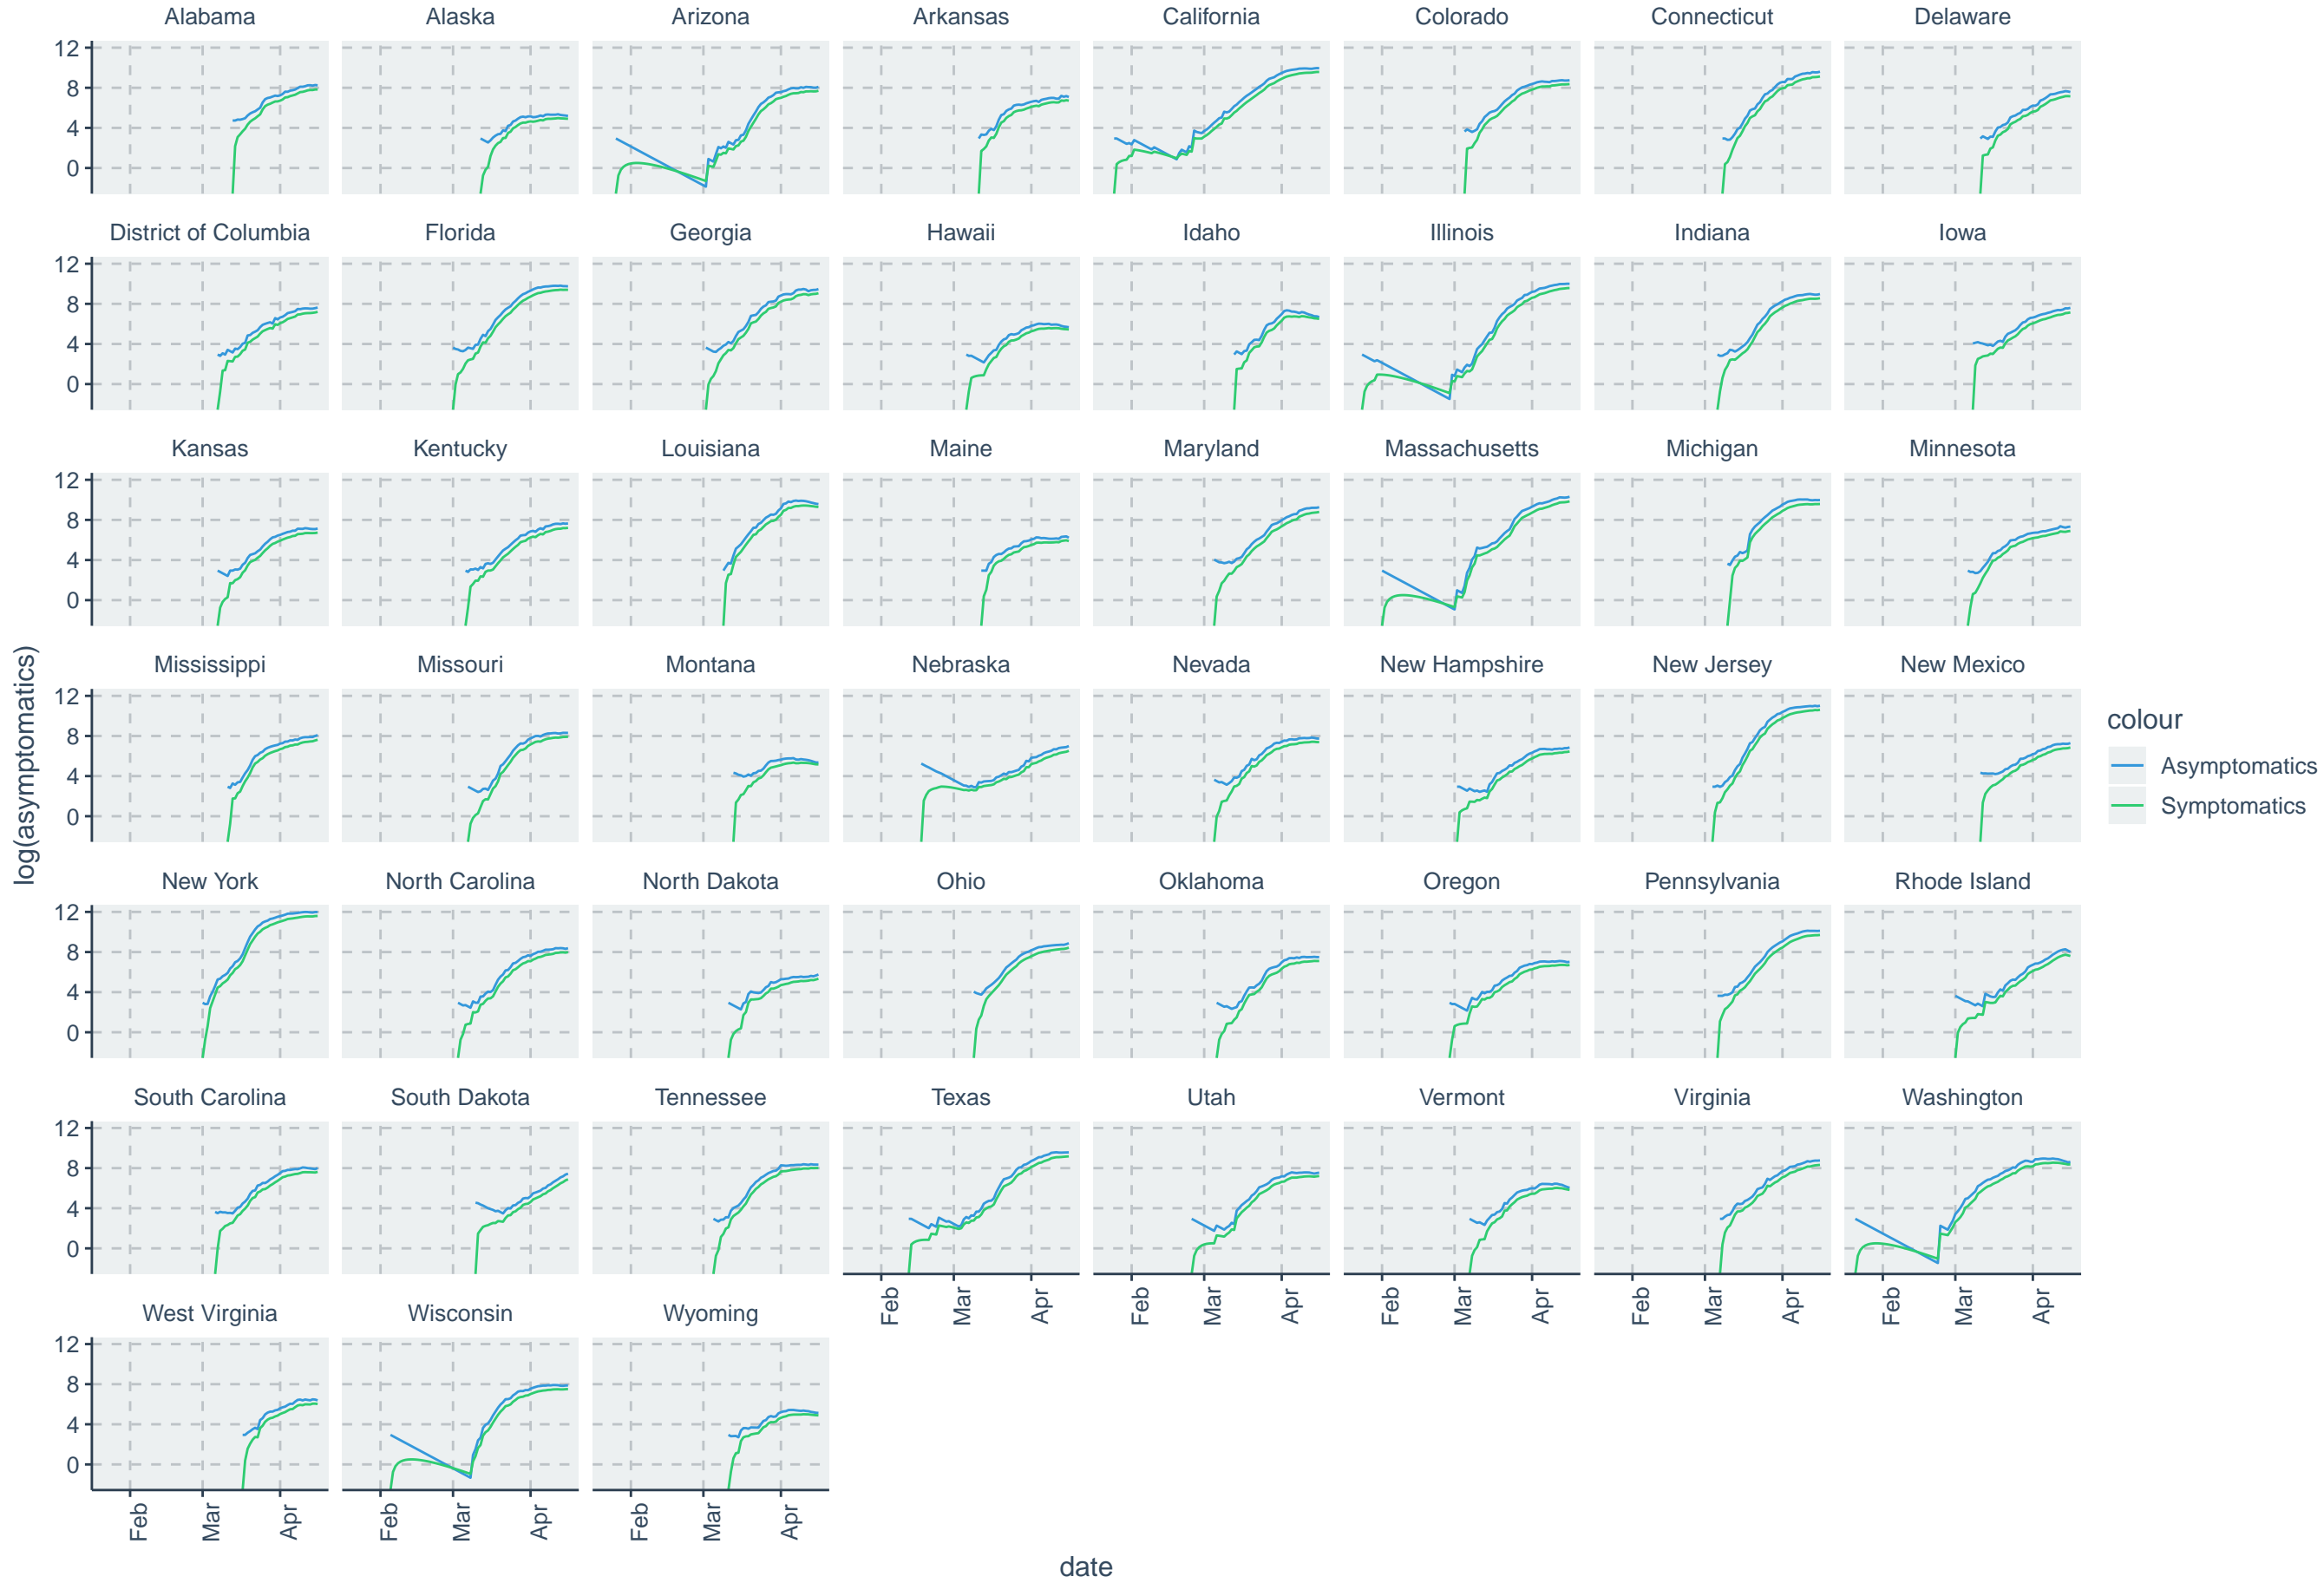 Alabama Alaska Arizona Arkansas California Colorado Connecticut Delaware
12
8
4
0
District of Columbia Florida Georgia Hawaii Idaho Illinois Indiana Iowa
12
8
4
0
Kansas Kentucky Louisiana Maine Maryland Massachusetts Michigan Minnesota
12
8
4
0
log(asymptomatics)
Mississippi Missouri Montana Nebraska Nevada New Hampshire New Jersey New Mexico
12
8
4
0
colour
Asymptomatics
Symptomatics
New York North Carolina North Dakota Ohio Oklahoma Oregon Pennsylvania Rhode Island
12
8
4
0
South Carolina South Dakota Tennessee Texas Utah Vermont Virginia Washington
12
8
4
0
Feb Mar Apr Feb Mar Apr Feb Mar Apr Feb Mar Apr Feb Mar Apr
West Virginia Wisconsin Wyoming
12
8
4
0
Feb Mar Apr Feb Mar Apr Feb Mar Apr
date